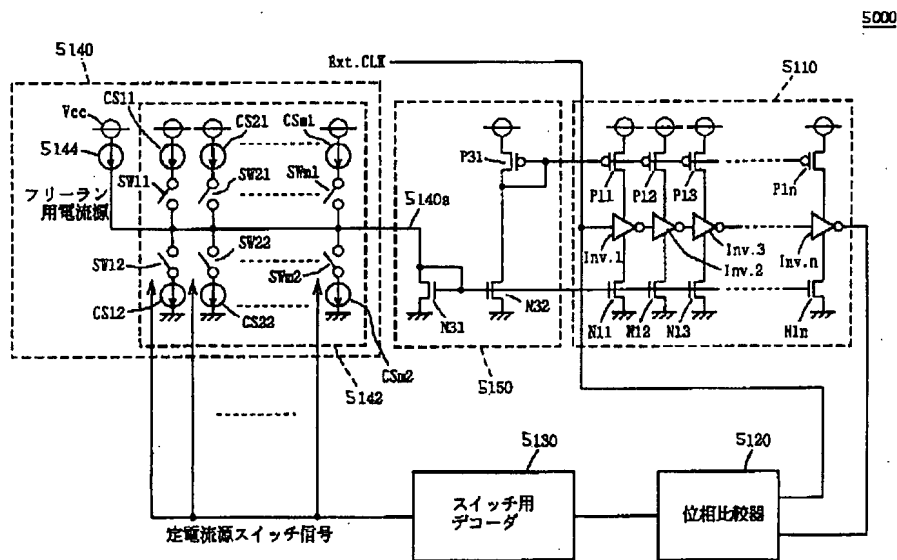 5000
5140
Ext.CLK
5110
Vcc
CS11
CS21
CSm1
5144
P31
SW11
SW21
SWm1
5140a
P11
P12
P13
P1n
フリーラン
用電流源
SW12
SW22
SWm2
Inv.1
Inv.2
Inv.3
Inv.n
CS12
CS22
CSm2
N31
N32
N11
N12
N13
N1n
5142
5150
5130
5120
スイッチ用
デコーダ
位相比較器
定電流源スイッチ信号